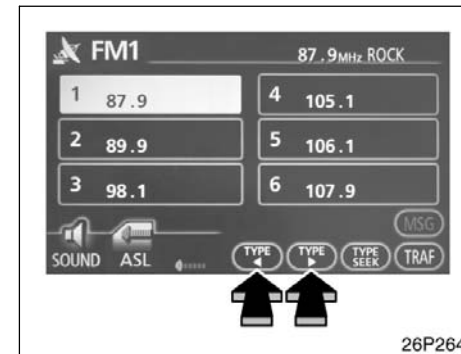 FM1 87.9MHz ROCK
1 87.9
4 105.1
2 89.9
5 106.1
3 98.1
6 107.9
MSG
SOUND ASL TYPE TYPE TYPE SEEK TRAF
26P264